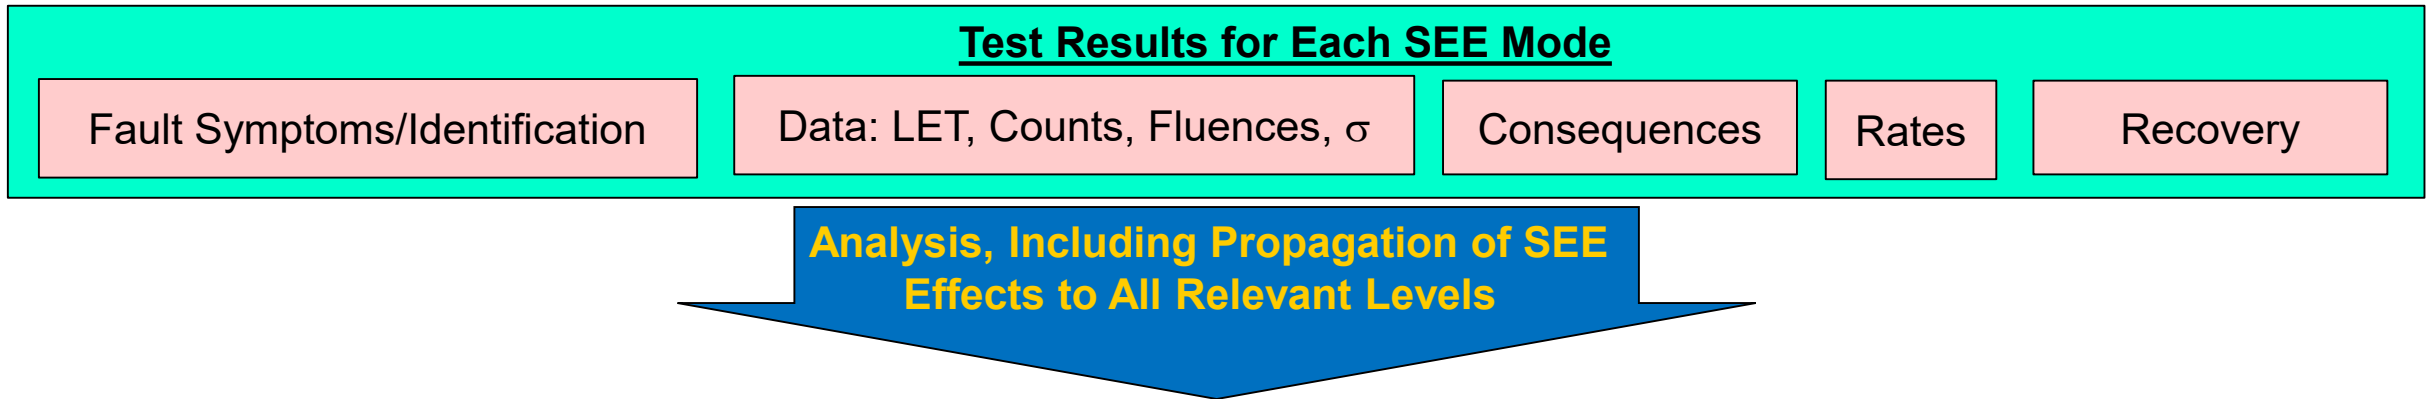 Test Results for Each SEE Mode
Fault Symptoms/Identification
Data: LET, Counts, Fluences, σ
Consequences
Rates
Recovery
Analysis, Including Propagation of SEE
Effects to All Relevant Levels